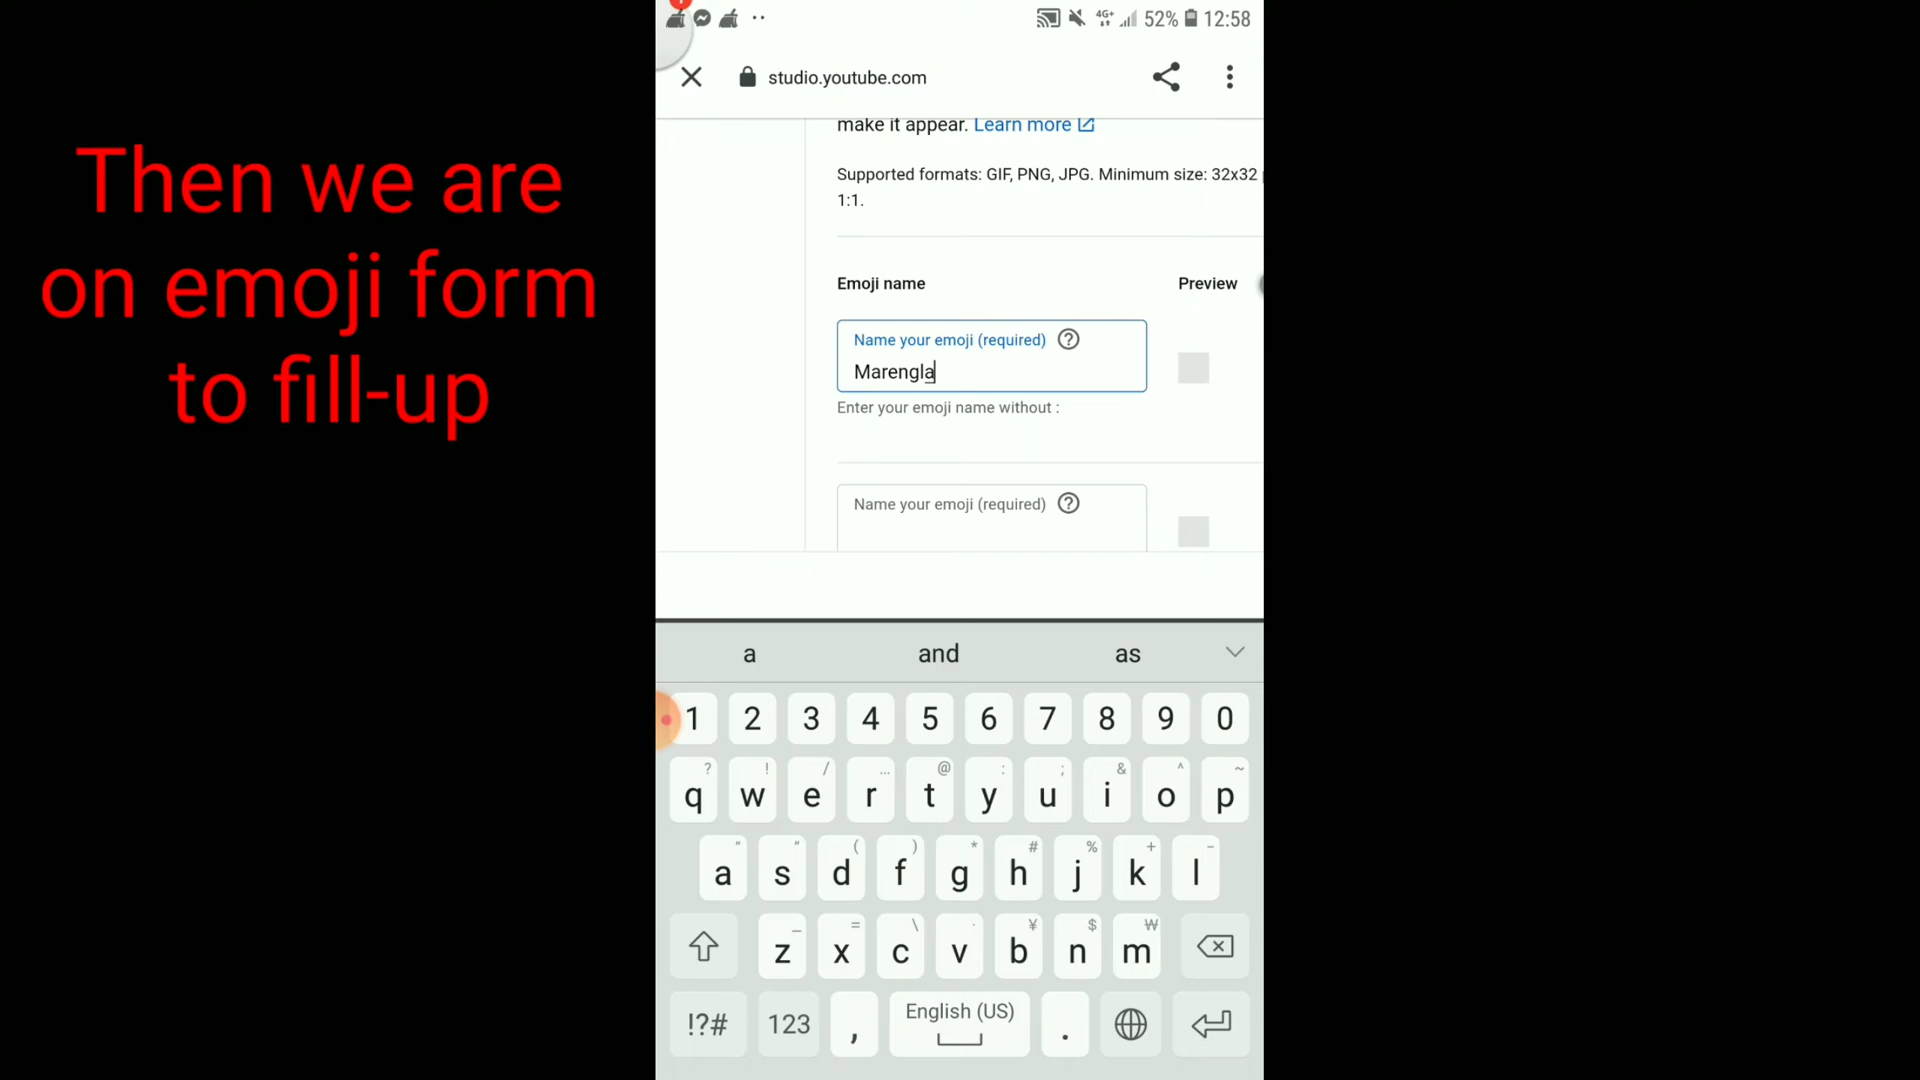 Then we are
on emoji form
to fill-up
52% 12:58
studio.youtube.com
make it appear. Learn more
Supported formats: GIF, PNG, JPG. Minimum size: 32x32
1:1.
Emoji name Preview
Name your emoji (required) ?
Marengla
Enter your emoji name without :
Name your emoji (required) ?
a and as
1 2 3 4 5 6 7 8 9 0
? ! / ... @ : ; & ^ ~
q w e r t y u i o p
" " ( ) * # % + -
a s d f g h j k l
_ = \ · ¥ $ ₩
z x c v b n m
!?# 123 , English (US) .